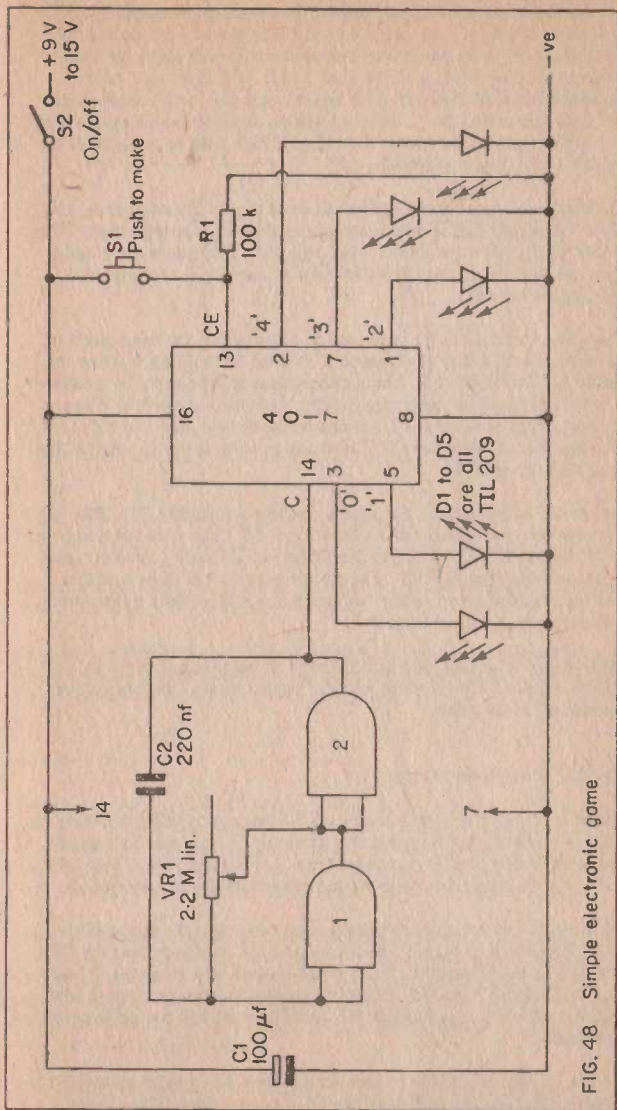 +9 V
to 15 V
S2
On/off
S1
Push to make
R1
100 k
CE
13
'4'
2
'3'
7
'2'
1
16
4
0
1
7
8
C
14
3
'0'
5
'1'
D1 to D5
are all
TIL 209
C2
220 nf
14
VR1
2·2 M lin.
1
2
7
C1
100 µf
-ve
FIG. 48 Simple electronic game